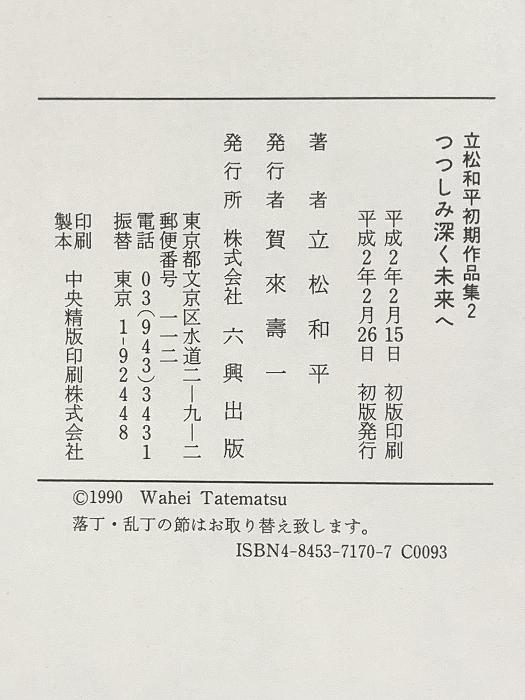 立松和平初期作品集2
つつしみ深く未来へ
平成2年2月15日 初版印刷
平成2年2月26日 初版発行
著者 立松和平
発行者 賀來壽一
発行所 株式会社 六興出版
東京都文京区水道二―九―二
郵便番号 一一二
電話 03(943)3431
振替 東京 1-92448
印刷
製本 中央精版印刷株式会社
©1990 Wahei Tatematsu
落丁・乱丁の節はお取り替え致します。
ISBN4-8453-7170-7 C0093